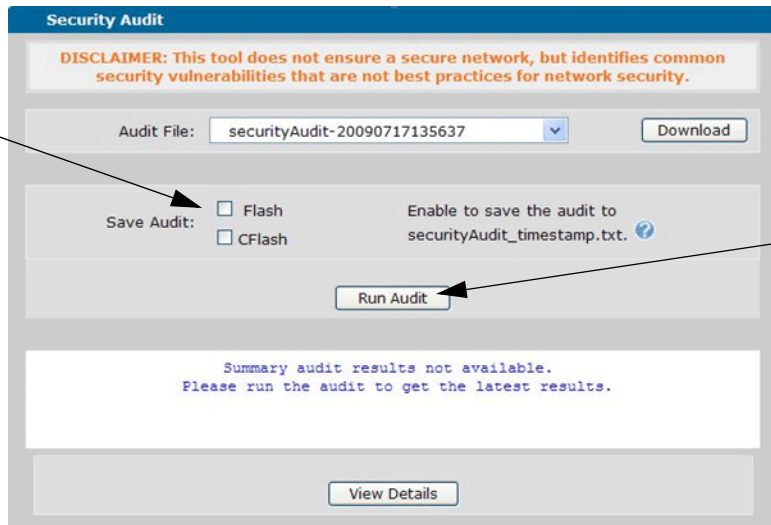 Security Audit
DISCLAIMER: This tool does not ensure a secure network, but identifies common
security vulnerabilities that are not best practices for network security.
Audit File: securityAudit-20090717135637 Download
Save Audit:
Flash
CFlash
Enable to save the audit to
securityAudit_timestamp.txt. ?
Run Audit
Summary audit results not available.
Please run the audit to get the latest results.
View Details